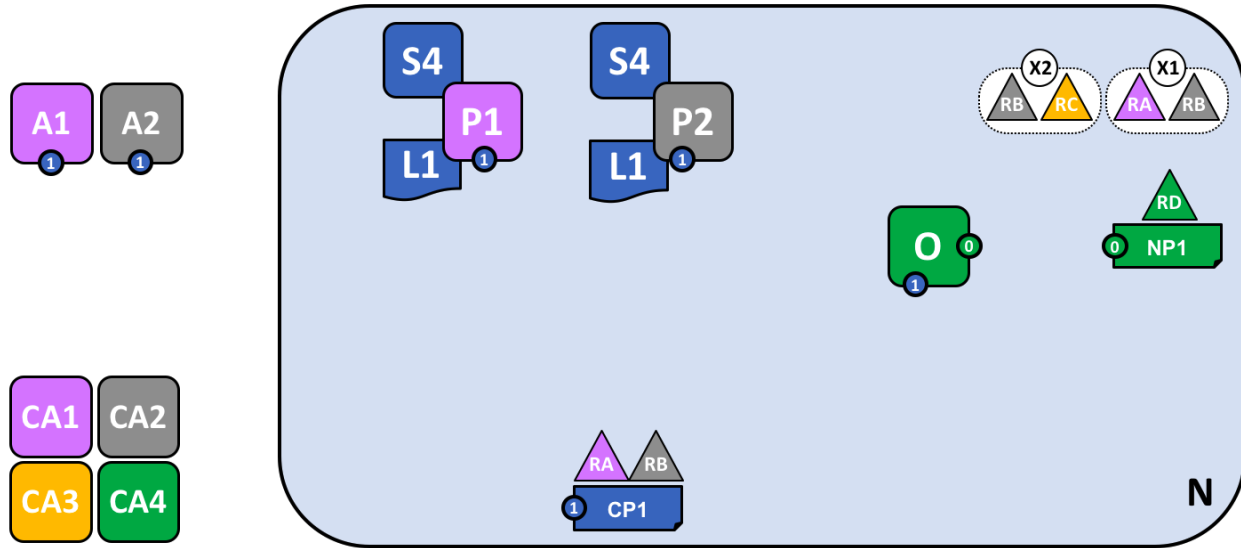 S4 S4
X2 X1
A1 A2 P1 P2 RB RC RA RB
1 1 L1 1 L1 1
RD
O 0 0 NP1
1
CA1 CA2
RA RB
CA3 CA4 1 CP1 N